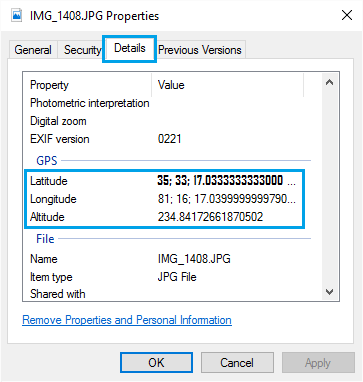 IMG_1408.JPG Properties
General Security Details Previous Versions
Property Value
Photometric interpretation
Digital zoom
EXIF version 0221
GPS
Latitude 35; 33; 17.0333333333000 ...
Longitude 81; 16; 17.0399999999790...
Altitude 234.84172661870502
File
Name IMG_1408.JPG
Item type JPG File
Shared with
Remove Properties and Personal Information
OK Cancel Apply